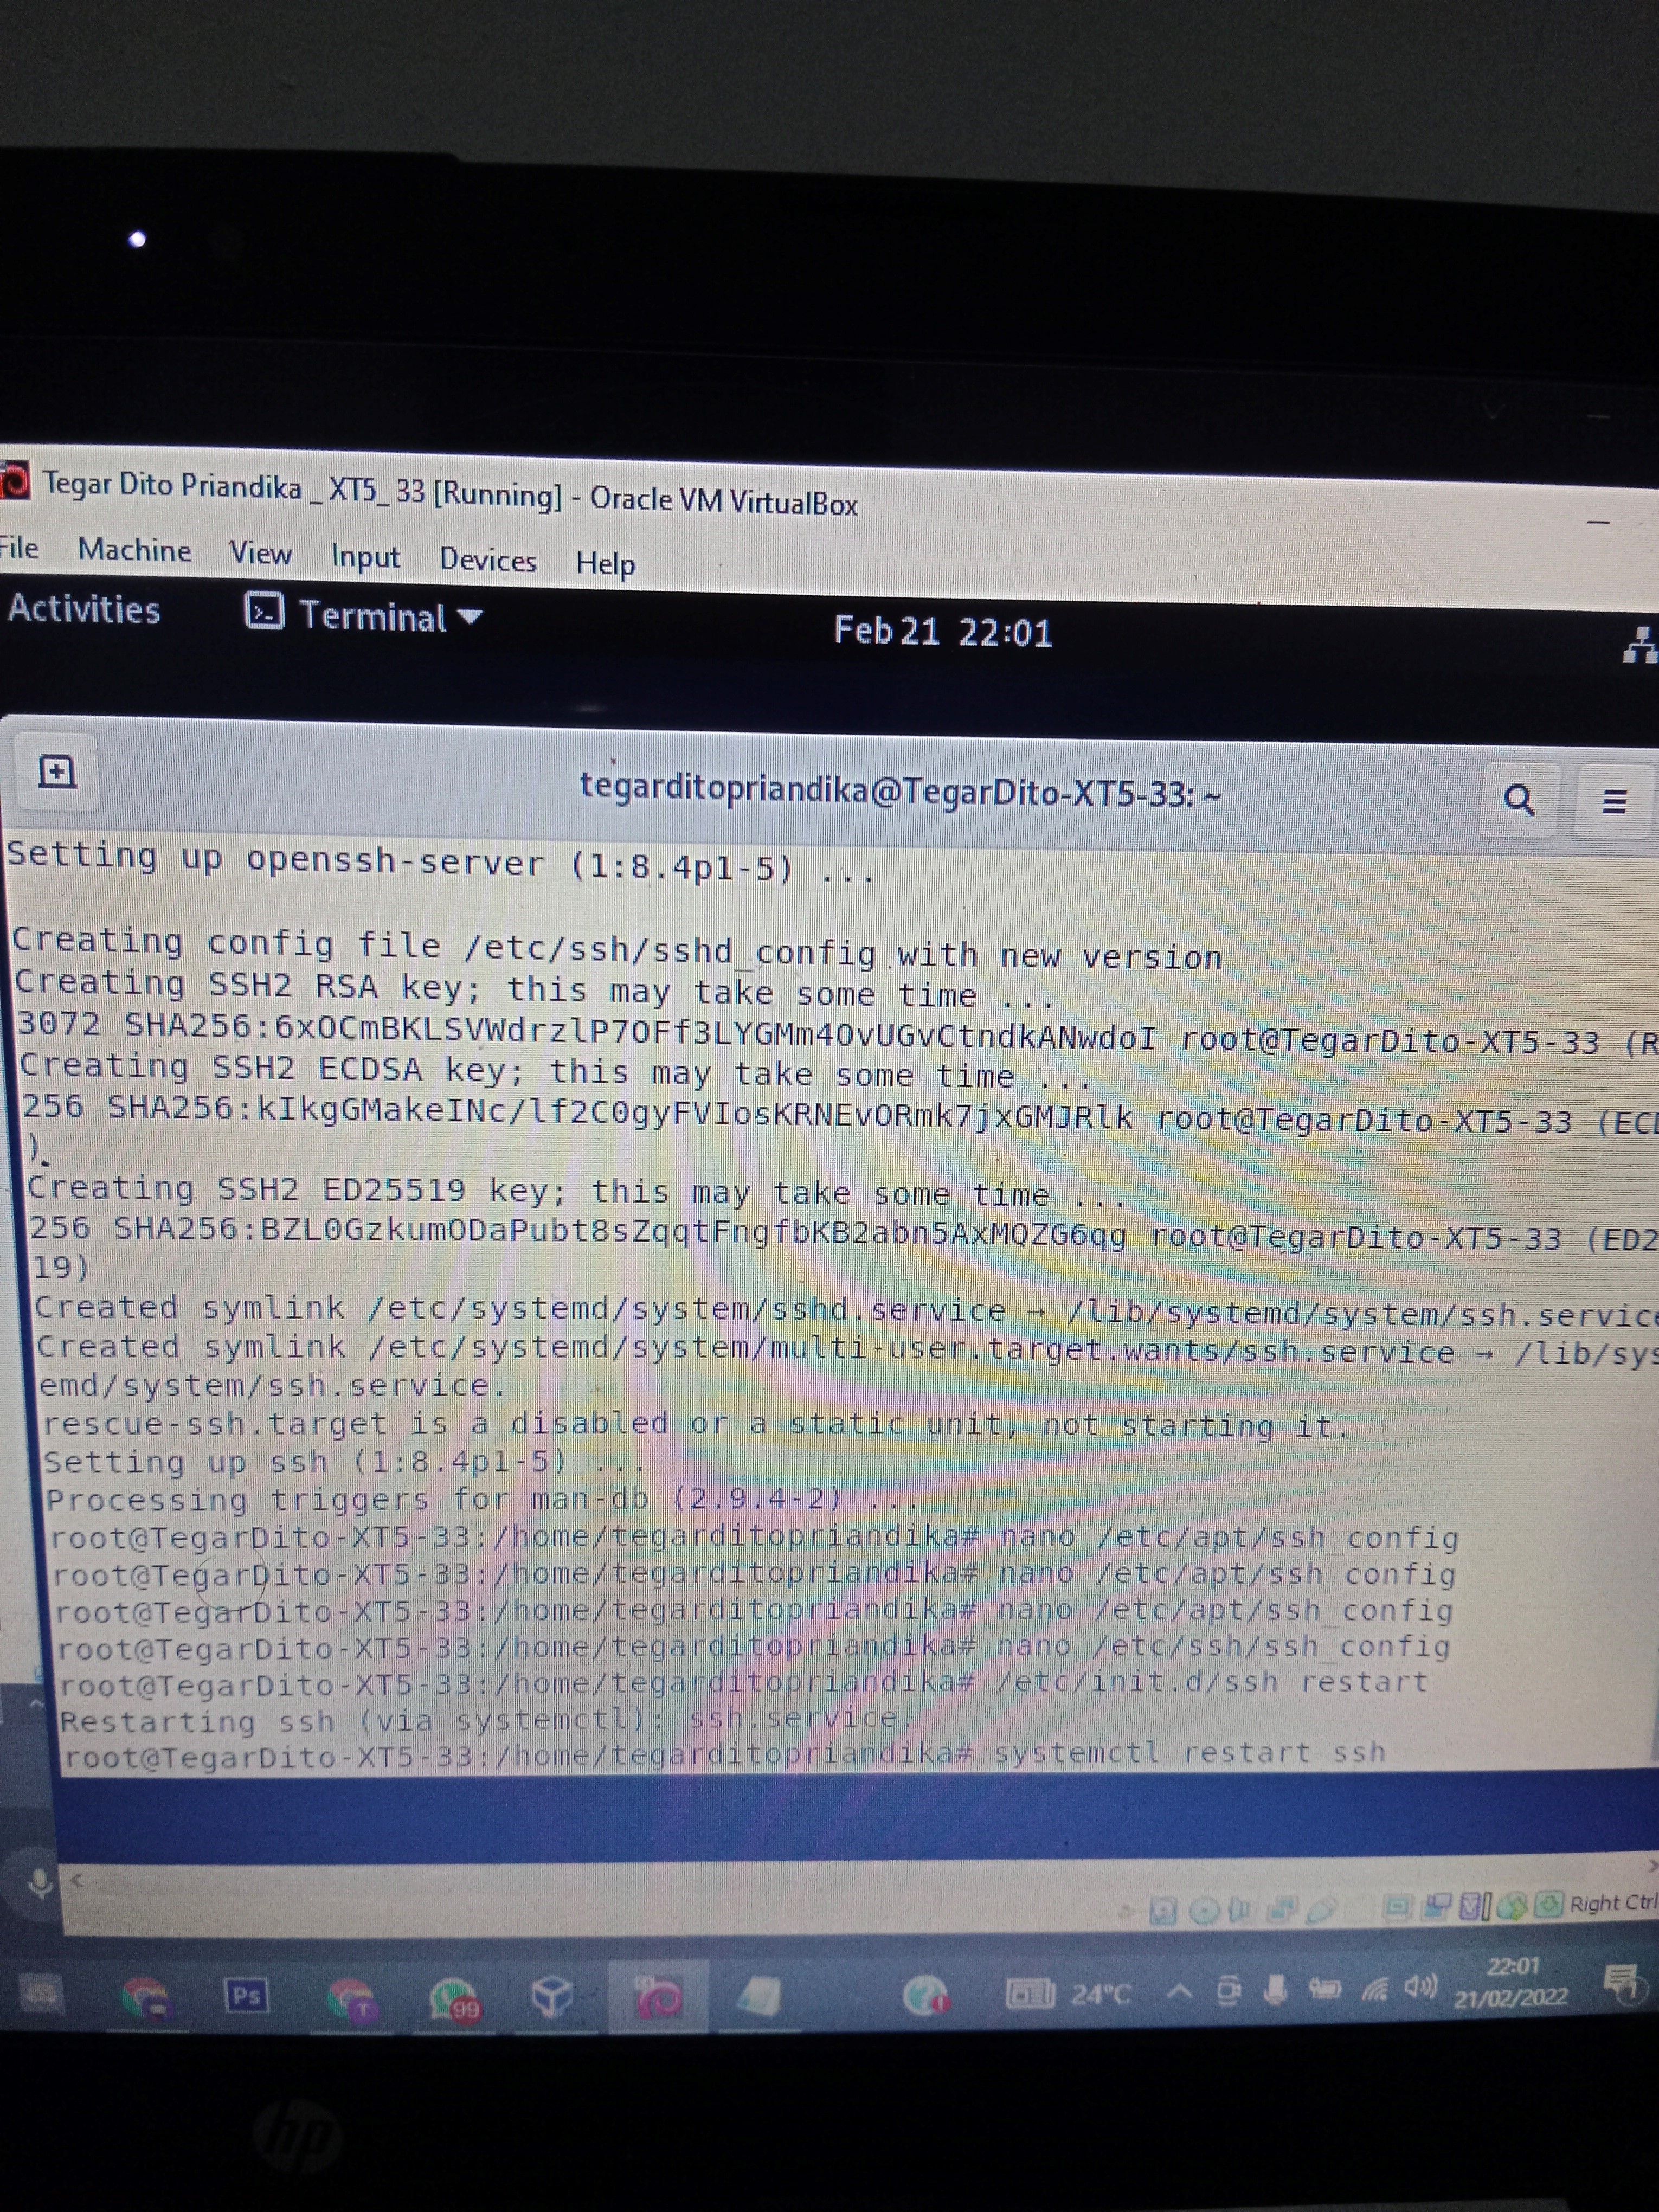 Tegar Dito Priandika _ XT5_ 33 [Running] - Oracle VM VirtualBox
File Machine View Input Devices Help
Activities Terminal Feb 21 22:01
tegarditopriandika@TegarDito-XT5-33: ~
Setting up openssh-server (1:8.4p1-5) ...
Creating config file /etc/ssh/sshd_config with new version
Creating SSH2 RSA key; this may take some time ...
3072 SHA256:6xOCmBKLSVWdrzlP7OFf3LYGMm4OvUGvCtndkANwdoI root@TegarDito-XT5-33 (R
Creating SSH2 ECDSA key; this may take some time ...
256 SHA256:kIkgGMakeINc/lf2C0gyFVIosKRNEvORmk7jxGMJRlk root@TegarDito-XT5-33 (ECD
).
Creating SSH2 ED25519 key; this may take some time ...
256 SHA256:BZL0GzkumODaPubt8sZqqtFngfbKB2abn5AxMQZG6qg root@TegarDito-XT5-33 (ED2
19)
Created symlink /etc/systemd/system/sshd.service → /lib/systemd/system/ssh.service
Created symlink /etc/systemd/system/multi-user.target.wants/ssh.service → /lib/sys
emd/system/ssh.service.
rescue-ssh.target is a disabled or a static unit, not starting it.
Setting up ssh (1:8.4p1-5) ...
Processing triggers for man-db (2.9.4-2) ...
root@TegarDito-XT5-33:/home/tegarditopriandika# nano /etc/apt/ssh_config
root@TegarDito-XT5-33:/home/tegarditopriandika# nano /etc/apt/ssh_config
root@TegarDito-XT5-33:/home/tegarditopriandika# nano /etc/apt/ssh_config
root@TegarDito-XT5-33:/home/tegarditopriandika# nano /etc/ssh/ssh_config
root@TegarDito-XT5-33:/home/tegarditopriandika# /etc/init.d/ssh restart
Restarting ssh (via systemctl): ssh.service.
root@TegarDito-XT5-33:/home/tegarditopriandika# systemctl restart ssh
Right Ctrl
Ps
T
99
24°C
22:01
21/02/2022
hp